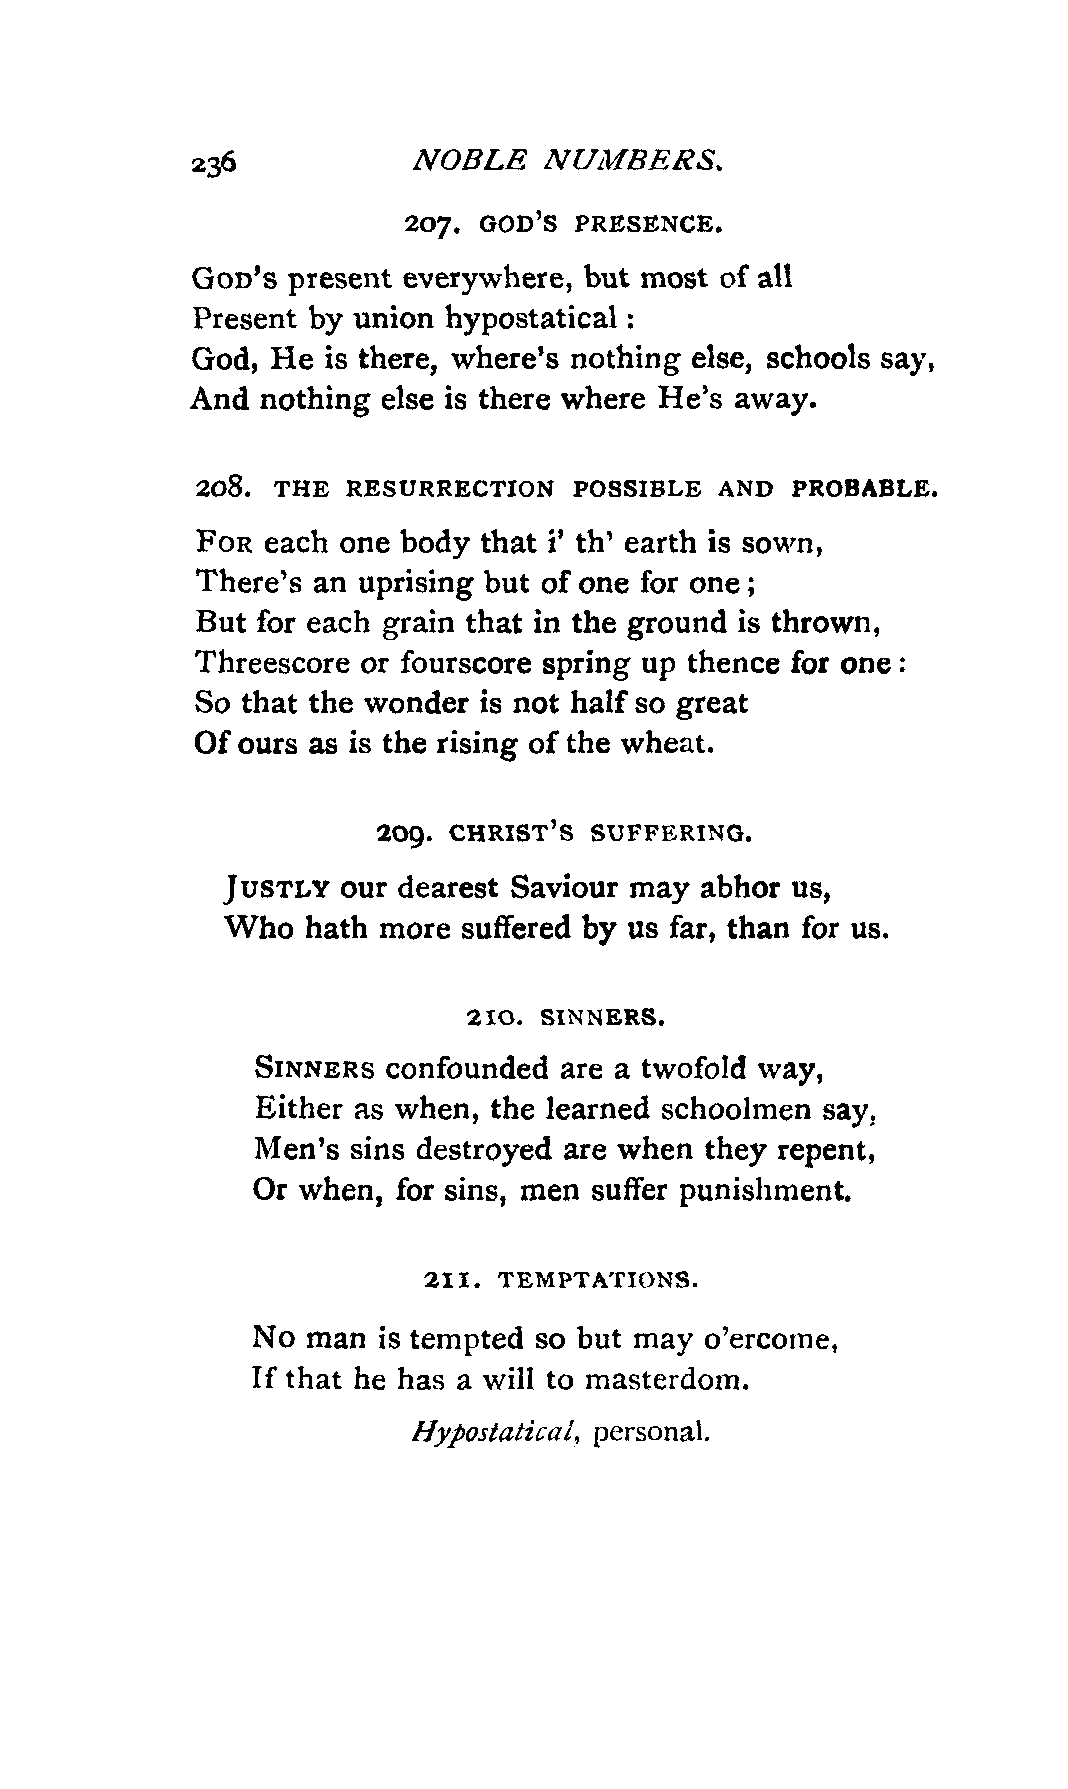 236 NOBLE NUMBERS.
207. GOD'S PRESENCE.
GOD'S present everywhere, but most of all
Present by union hypostatical :
God, He is there, where's nothing else, schools say,
And nothing else is there where He's away.
208. THE RESURRECTION POSSIBLE AND PROBABLE.
FOR each one body that i' th' earth is sown,
There's an uprising but of one for one ;
But for each grain that in the ground is thrown,
Threescore or fourscore spring up thence for one :
So that the wonder is not half so great
Of ours as is the rising of the wheat.
209. CHRIST'S SUFFERING.
JUSTLY our dearest Saviour may abhor us,
Who hath more suffered by us far, than for us.
210. SINNERS.
SINNERS confounded are a twofold way,
Either as when, the learned schoolmen say,
Men's sins destroyed are when they repent,
Or when, for sins, men suffer punishment.
211. TEMPTATIONS.
No man is tempted so but may o'ercome,
If that he has a will to masterdom.
Hypostatical, personal.